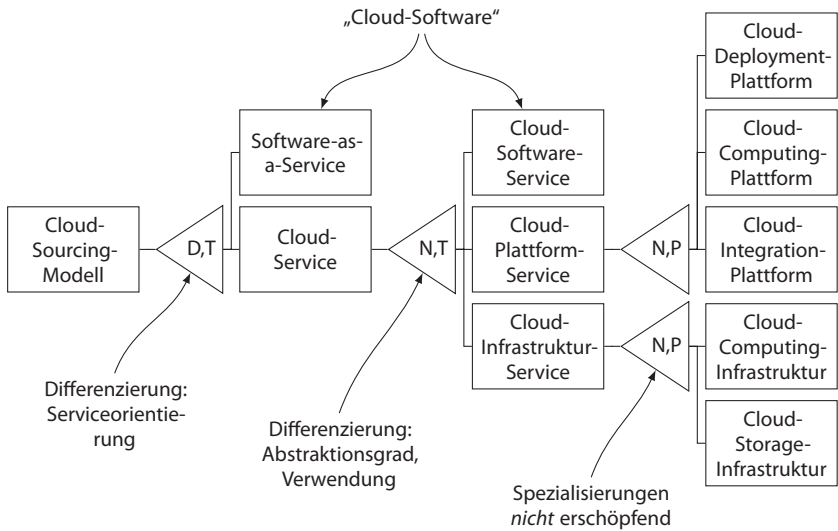 „Cloud-Software“
Cloud-
Sourcing-
Modell
D,T
Software-as-
a-Service
Cloud-
Service
N,T
Cloud-
Software-
Service
Cloud-
Plattform-
Service
Cloud-
Infrastruktur-
Service
N,P
N,P
Cloud-
Deployment-
Plattform
Cloud-
Computing-
Plattform
Cloud-
Integration-
Plattform
Cloud-
Computing-
Infrastruktur
Cloud-
Storage-
Infrastruktur
Differenzierung:
Serviceorientie-
rung
Differenzierung:
Abstraktionsgrad,
Verwendung
Spezialisierungen
nicht erschöpfend